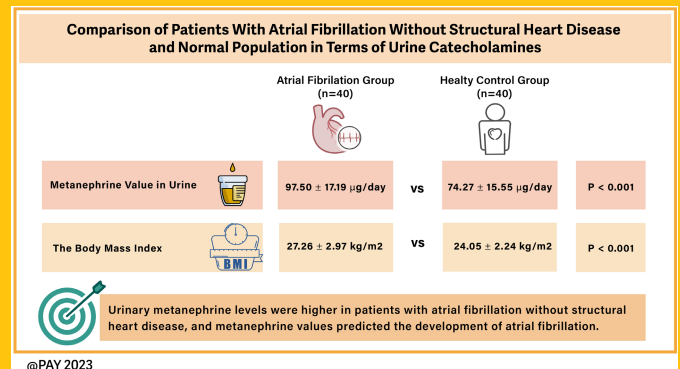 Comparison of Patients With Atrial Fibrillation Without Structural Heart Disease
and Normal Population in Terms of Urine Catecholamines
Atrial Fibrilation Group
(n=40)
Healty Control Group
(n=40)
Metanephrine Value in Urine
97.50 ± 17.19 µg/day
vs
74.27 ± 15.55 µg/day
P < 0.001
The Body Mass Index
BMI
27.26 ± 2.97 kg/m2
vs
24.05 ± 2.24 kg/m2
P < 0.001
Urinary metanephrine levels were higher in patients with atrial fibrillation without structural
heart disease, and metanephrine values predicted the development of atrial fibrillation.
@PAY 2023